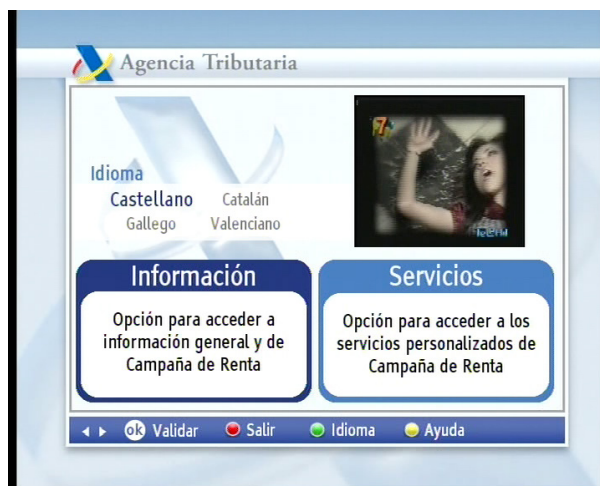 Agencia Tributaria
7
Idioma
Castellano Catalán
Gallego Valenciano
Información
Opción para acceder a
información general y de
Campaña de Renta
Servicios
Opción para acceder a los
servicios personalizados de
Campaña de Renta
ok Validar Salir Idioma Ayuda